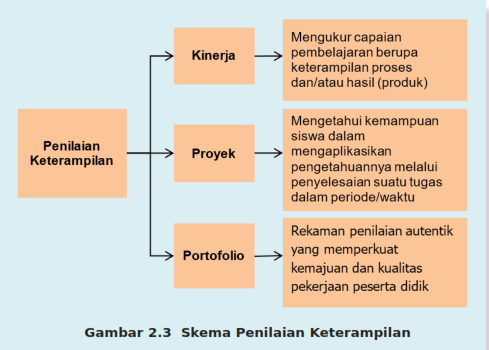 Kinerja
Mengukur capaian
pembelajaran berupa
keterampilan proses
dan/atau hasil (produk)
Penilaian
Keterampilan
Proyek
Mengetahui kemampuan
siswa dalam
mengaplikasikan
pengetahuannya melalui
penyelesaian suatu tugas
dalam periode/waktu
Portofolio
Rekaman penilaian autentik
yang memperkuat
kemajuan dan kualitas
pekerjaan peserta didik
Gambar 2.3 Skema Penilaian Keterampilan